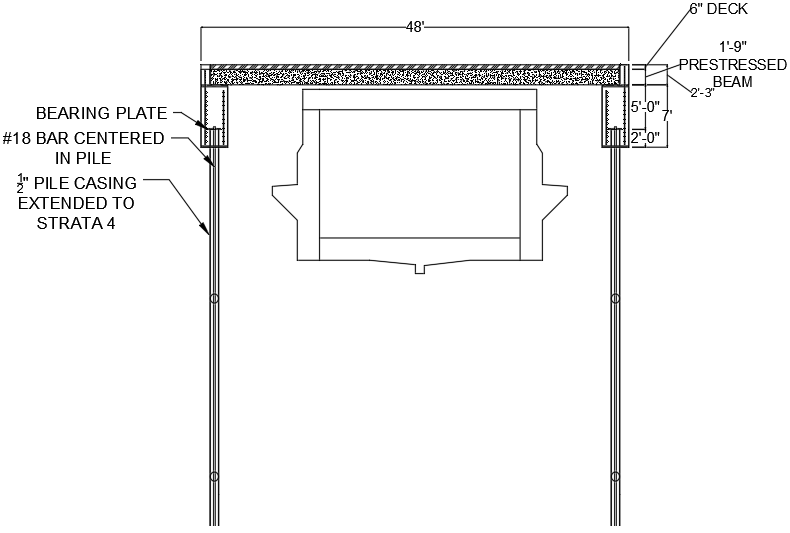 6" DECK
48'
1'-9"
PRESTRESSED
BEAM
2'-3"
5'-0"
7'
2'-0"
BEARING PLATE
#18 BAR CENTERED
IN PILE
1/2" PILE CASING
EXTENDED TO
STRATA 4